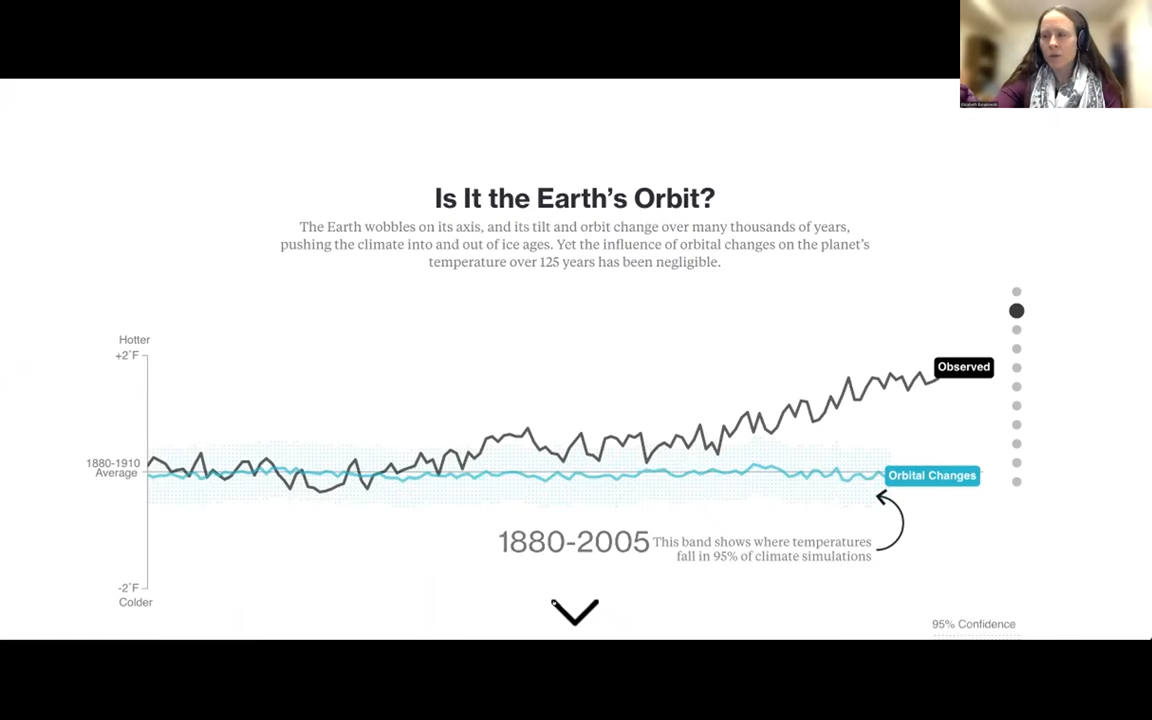 Is It the Earth's Orbit?
The Earth wobbles on its axis, and its tilt and orbit change over many thousands of years,
pushing the climate into and out of ice ages. Yet the influence of orbital changes on the planet's
temperature over 125 years has been negligible.
Hotter
+2°F
Observed
1880-1910
Average
Orbital Changes
1880-2005
This band shows where temperatures
fall in 95% of climate simulations
-2°F
Colder
95% Confidence